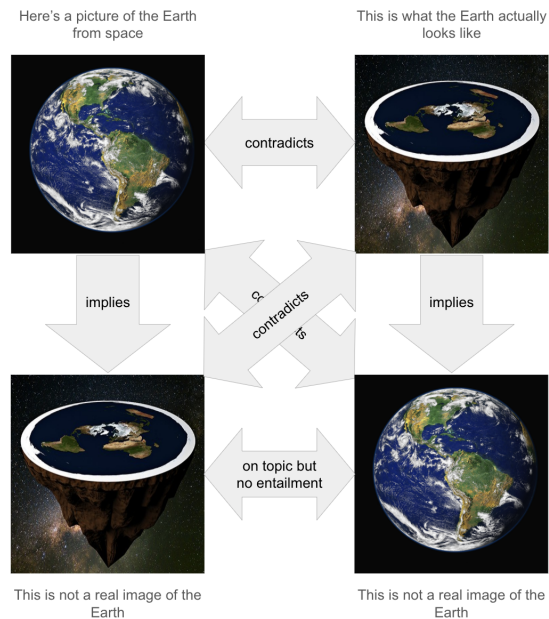 Here's a picture of the Earth
from space
This is what the Earth actually
looks like
contradicts
implies
contradicts
implies
on topic but
no entailment
This is not a real image of the
Earth
This is not a real image of the
Earth